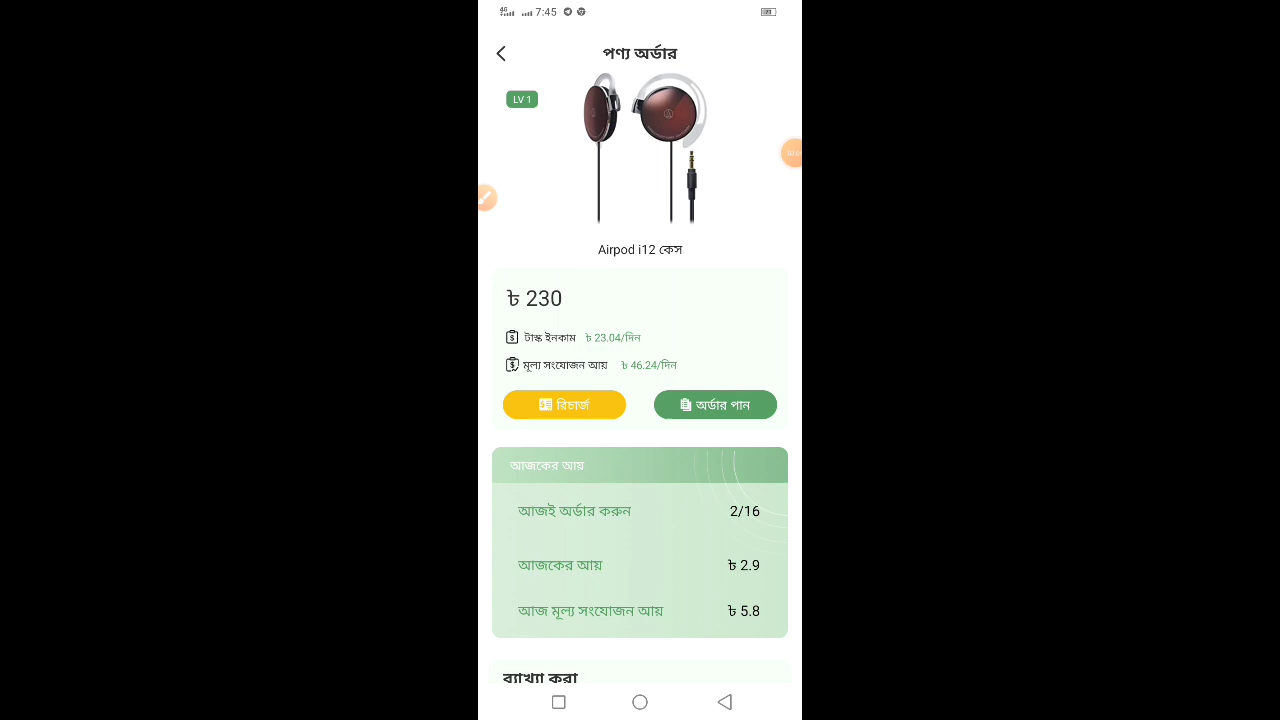 4G 7:45
পণ্য অর্ডার
LV 1
Airpod i12 কেস
৳ 230
টাস্ক ইনকাম ৳ 23.04/দিন
মূল্য সংযোজন আয় ৳ 46.24/দিন
রিচার্জ অর্ডার পান
আজকের আয়
আজই অর্ডার করুন 2/16
আজকের আয় ৳ 2.9
আজ মূল্য সংযোজন আয় ৳ 5.8
ব্যাখ্যা করা